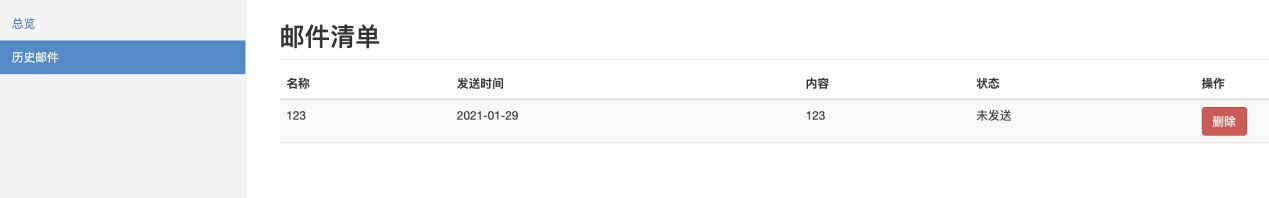 总览
历史邮件
邮件清单
名称 发送时间 内容 状态 操作
123 2021-01-29 123 未发送 删除